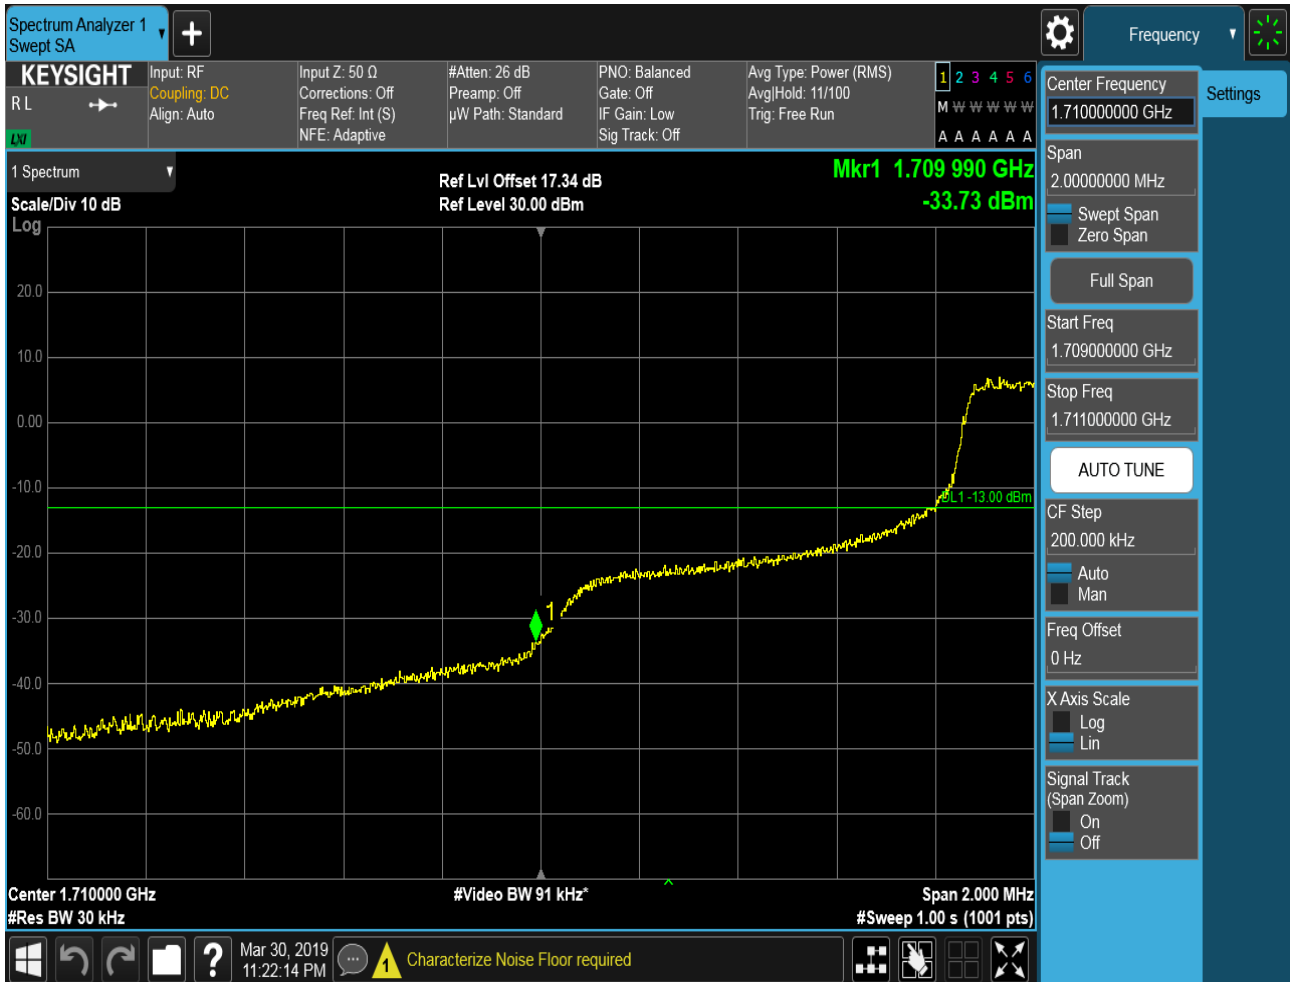 Spectrum Analyzer 1
Swept SA
Frequency
KEYSIGHT
R L
LXI
Input: RF
Coupling: DC
Align: Auto
Input Z: 50 Ω
Corrections: Off
Freq Ref: Int (S)
NFE: Adaptive
#Atten: 26 dB
Preamp: Off
µW Path: Standard
PNO: Balanced
Gate: Off
IF Gain: Low
Sig Track: Off
Avg Type: Power (RMS)
Avg|Hold: 11/100
Trig: Free Run
1 2 3 4 5 6
M W W W W W
A A A A A A
1 Spectrum
Scale/Div 10 dB
Log
Ref Lvl Offset 17.34 dB
Ref Level 30.00 dBm
Mkr1 1.709 990 GHz
-33.73 dBm
20.0
10.0
0.00
-10.0
-20.0
-30.0
-40.0
-50.0
-60.0
DL1 -13.00 dBm
1
Center 1.710000 GHz
#Res BW 30 kHz
#Video BW 91 kHz*
Span 2.000 MHz
#Sweep 1.00 s (1001 pts)
Center Frequency
1.710000000 GHz
Settings
Span
2.00000000 MHz
Swept Span
Zero Span
Full Span
Start Freq
1.709000000 GHz
Stop Freq
1.711000000 GHz
AUTO TUNE
CF Step
200.000 kHz
Auto
Man
Freq Offset
0 Hz
X Axis Scale
Log
Lin
Signal Track
(Span Zoom)
On
Off
?
Mar 30, 2019
11:22:14 PM
1
Characterize Noise Floor required